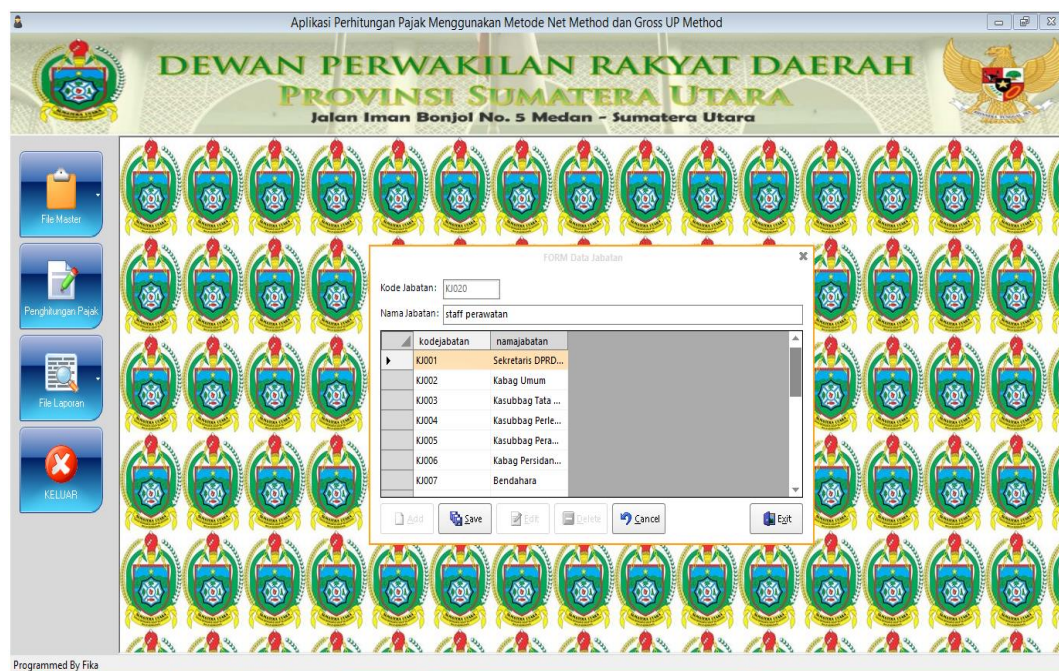 Aplikasi Perhitungan Pajak Menggunakan Metode Net Method dan Gross UP Method
DEWAN PERWAKILAN RAKYAT DAERAH
PROVINSI SUMATERA UTARA
Jalan Iman Bonjol No. 5 Medan - Sumatera Utara
File Master
Penghitungan Pajak
File Laporan
KELUAR
FORM Data Jabatan
Kode Jabatan: KJ020
Nama Jabatan: staff perawatan
kodejabatan namajabatan
KJ001 Sekretaris DPRD...
KJ002 Kabag Umum
KJ003 Kasubbag Tata ...
KJ004 Kasubbag Perle...
KJ005 Kasubbag Pera...
KJ006 Kabag Persidan...
KJ007 Bendahara
Add Save Edit Delete Cancel Exit
Programmed By Fika